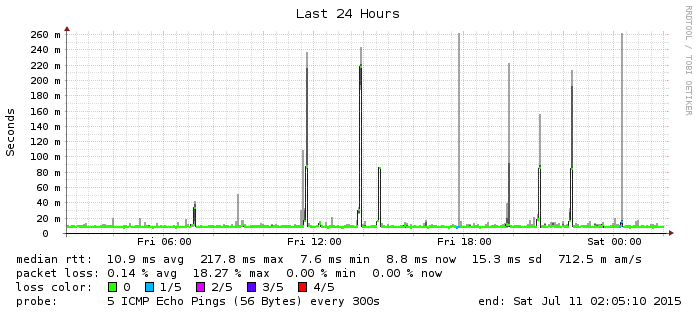 Last 24 Hours
RRDTOOL / TOBI OETIKER
Seconds
260 m
240 m
220 m
200 m
180 m
160 m
140 m
120 m
100 m
80 m
60 m
40 m
20 m
0
Fri 06:00 Fri 12:00 Fri 18:00 Sat 00:00
median rtt: 10.9 ms avg 217.8 ms max 7.6 ms min 8.8 ms now 15.3 ms sd 712.5 m am/s
packet loss: 0.14 % avg 18.27 % max 0.00 % min 0.00 % now
loss color: 0 1/5 2/5 3/5 4/5
probe: 5 ICMP Echo Pings (56 Bytes) every 300s end: Sat Jul 11 02:05:10 2015